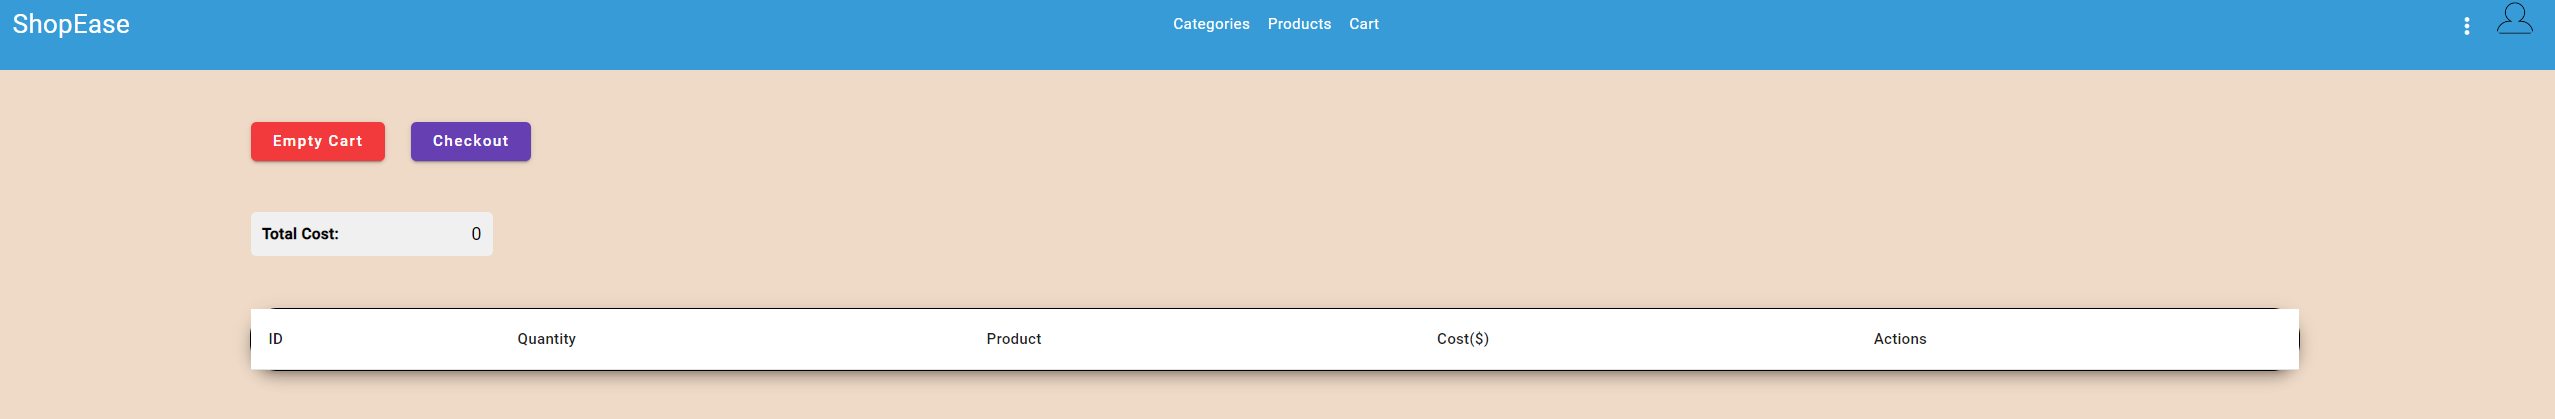 ShopEase Categories Products Cart
Empty Cart Checkout
Total Cost: 0
ID Quantity Product Cost($) Actions